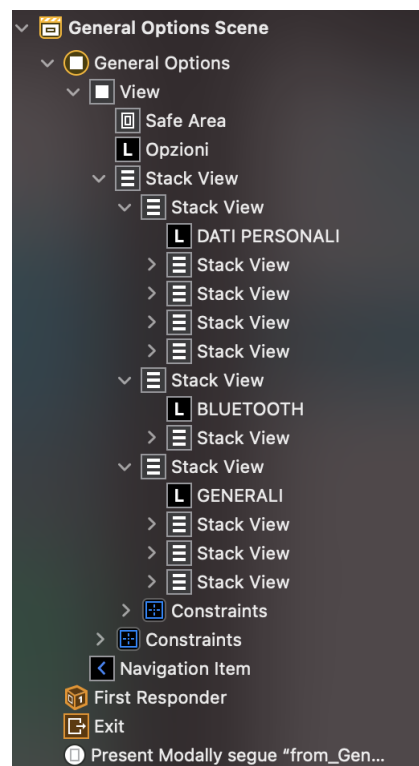 General Options Scene
General Options
View
Safe Area
L Opzioni
Stack View
Stack View
L DATI PERSONALI
Stack View
Stack View
Stack View
Stack View
Stack View
L BLUETOOTH
Stack View
Stack View
L GENERALI
Stack View
Stack View
Stack View
Constraints
Constraints
Navigation Item
1 First Responder
Exit
Present Modally segue “from_Gen...